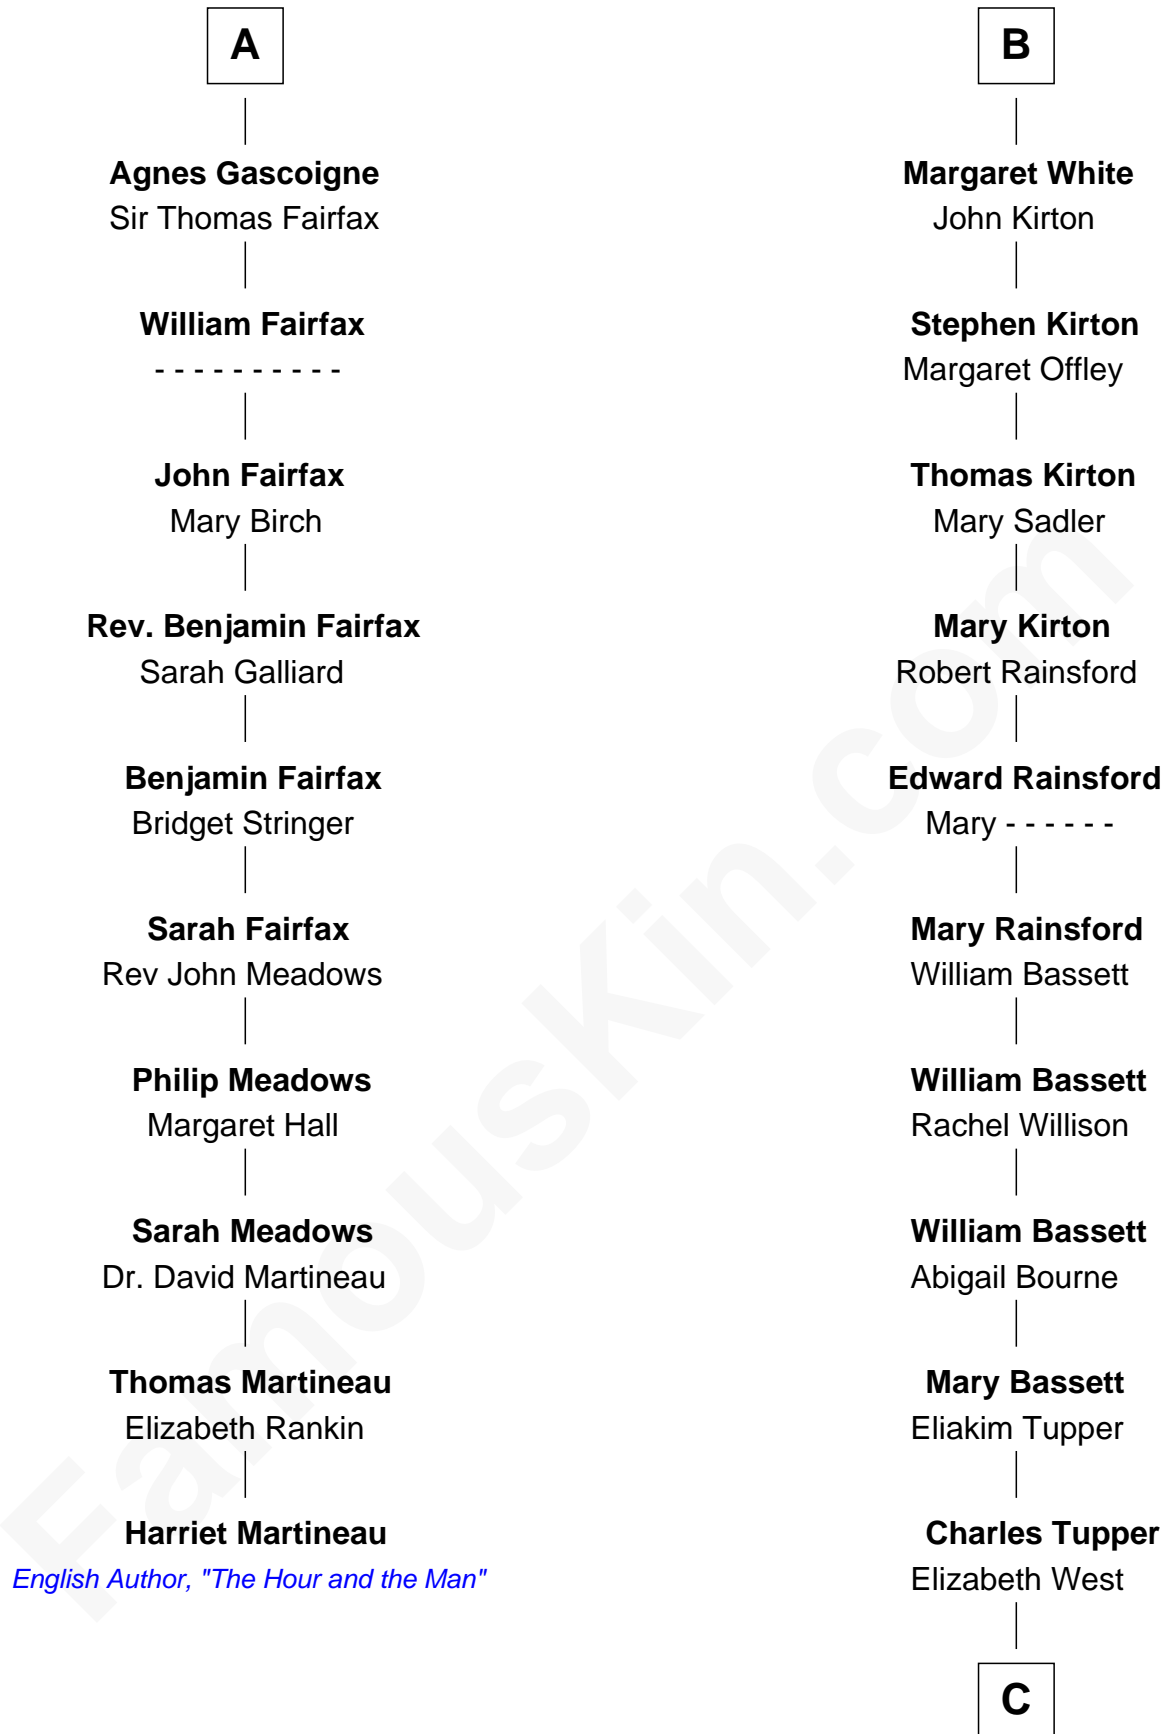 A
Agnes Gascoigne
Sir Thomas Fairfax
William Fairfax
- - - - - - - - - -
John Fairfax
Mary Birch
Rev. Benjamin Fairfax
Sarah Galliard
Benjamin Fairfax
Bridget Stringer
Sarah Fairfax
Rev John Meadows
Philip Meadows
Margaret Hall
Sarah Meadows
Dr. David Martineau
Thomas Martineau
Elizabeth Rankin
Harriet Martineau
English Author, "The Hour and the Man"
B
Margaret White
John Kirton
Stephen Kirton
Margaret Offley
Thomas Kirton
Mary Sadler
Mary Kirton
Robert Rainsford
Edward Rainsford
Mary - - - - - -
Mary Rainsford
William Bassett
William Bassett
Rachel Willison
William Bassett
Abigail Bourne
Mary Bassett
Eliakim Tupper
Charles Tupper
Elizabeth West
C
FamousKin.com